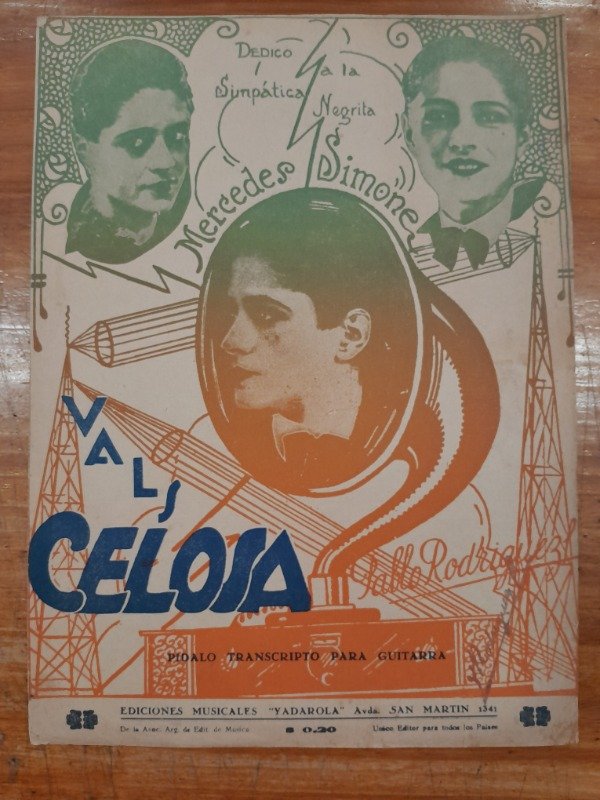 DEDICO a la
Simpática Negrita
Mercedes Simone
VALS
CELOSA
Pablo Rodriguez
PIDALO TRANSCRIPTO PARA GUITARRA
EDICIONES MUSICALES "YADAROLA" Avda. SAN MARTIN 1341
De la Asoc. Arg. de Edit. de Musica $ 0.20 Unico Editor para todos los Paises